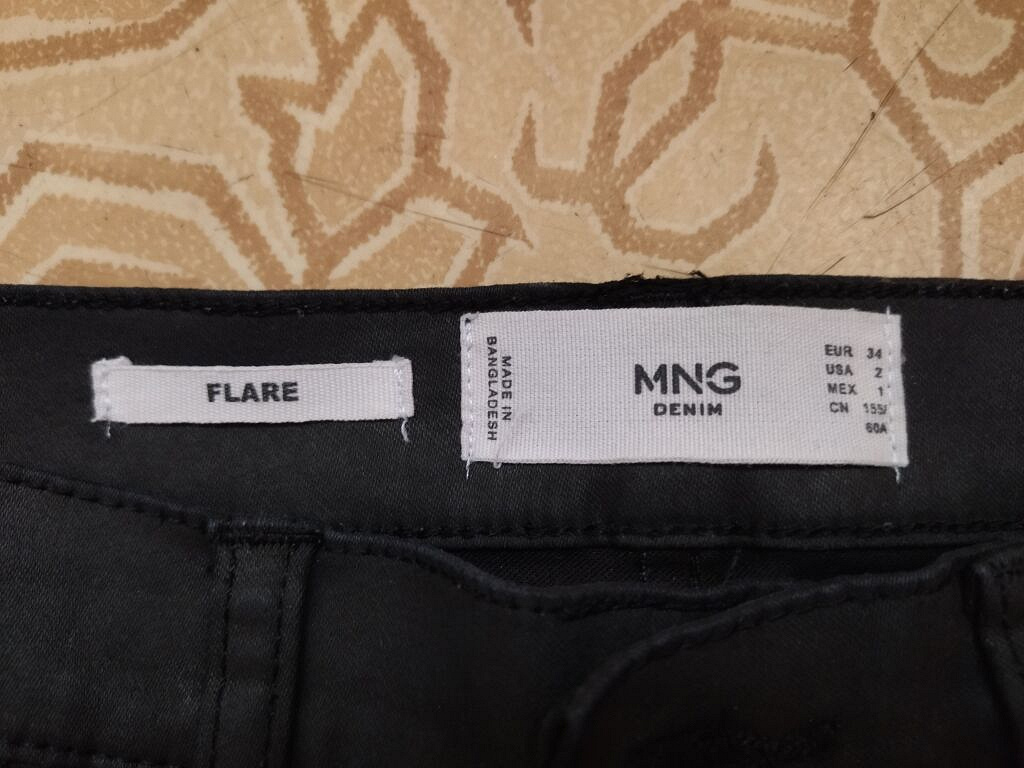 FLARE
MADE IN
BANGLADESH
MNG
DENIM
EUR 34
USA 2
MEX 1
CN 155/
60A